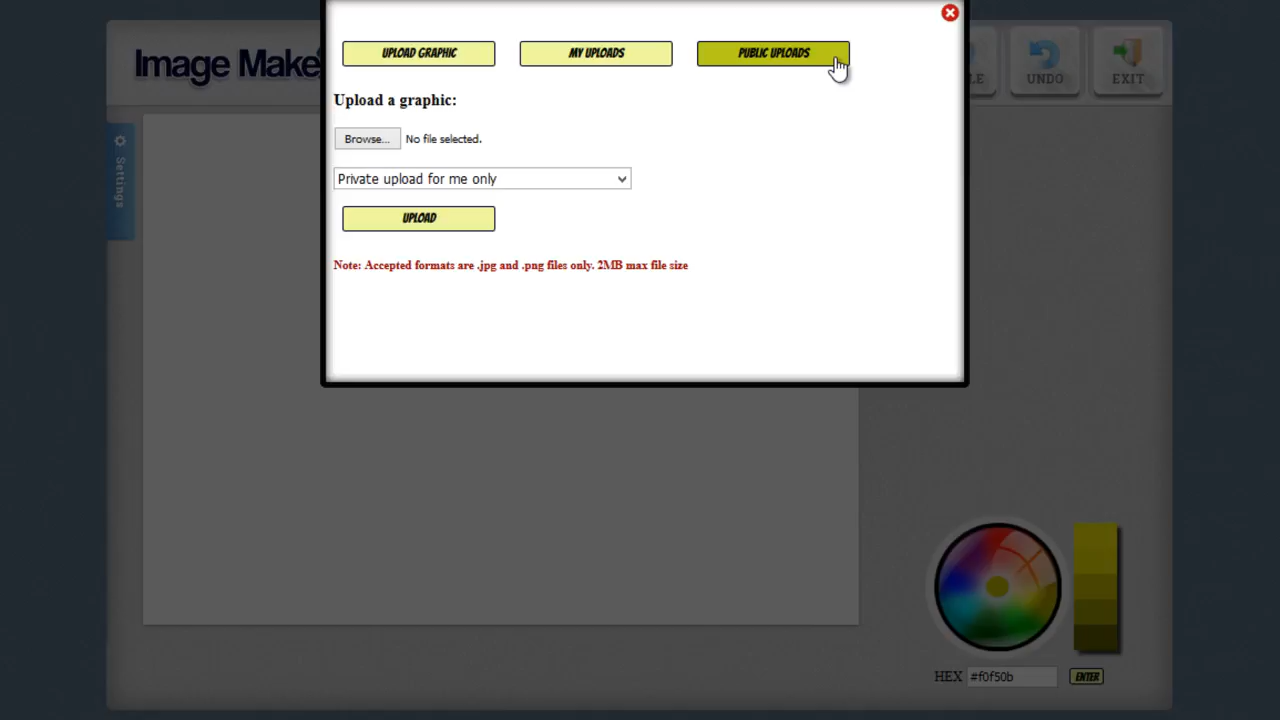 UPLOAD GRAPHIC MY UPLOADS PUBLIC UPLOADS
Image Make
UNDO EXIT
Upload a graphic:
Browse... No file selected.
Settings
Private upload for me only
UPLOAD
Note: Accepted formats are .jpg and .png files only. 2MB max file size
HEX #f0f50b ENTER